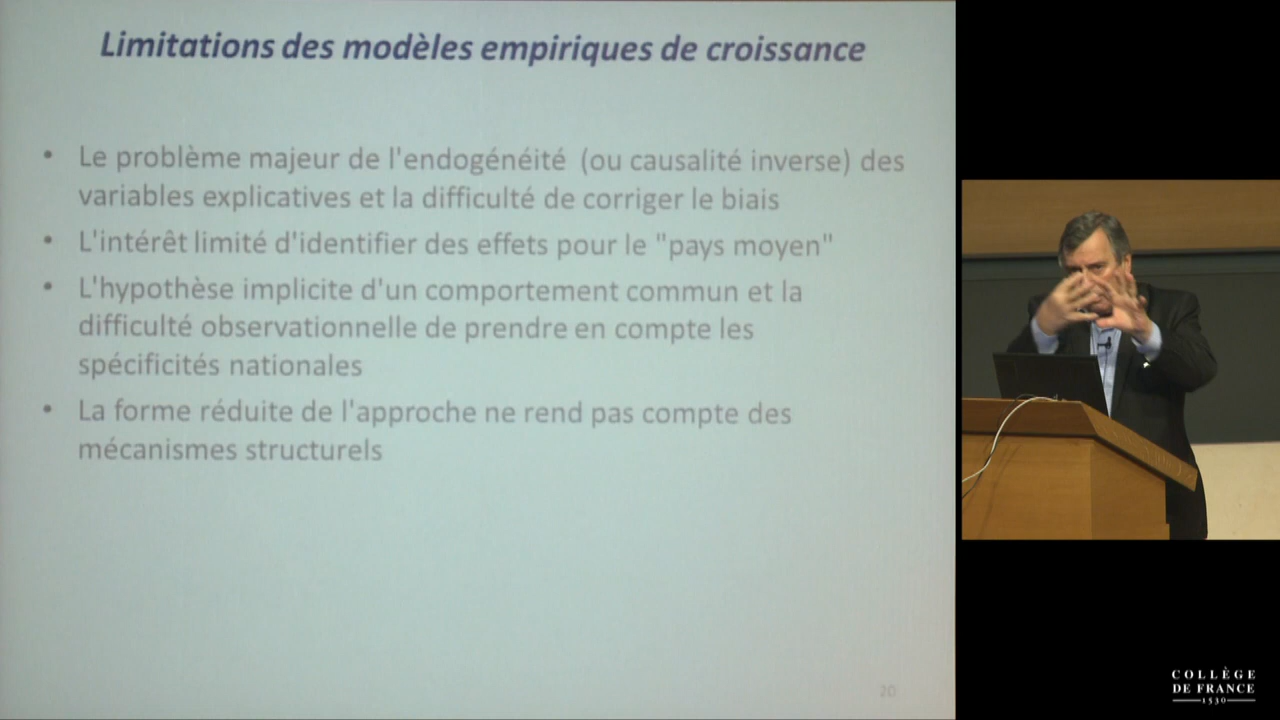 Limitations des modèles empiriques de croissance
• Le problème majeur de l'endogénéité (ou causalité inverse) des
variables explicatives et la difficulté de corriger le biais
• L'intérêt limité d'identifier des effets pour le "pays moyen"
• L'hypothèse implicite d'un comportement commun et la
difficulté observationnelle de prendre en compte les
spécificités nationales
• La forme réduite de l'approche ne rend pas compte des
mécanismes structurels
20
COLLÈGE
DE FRANCE
1530